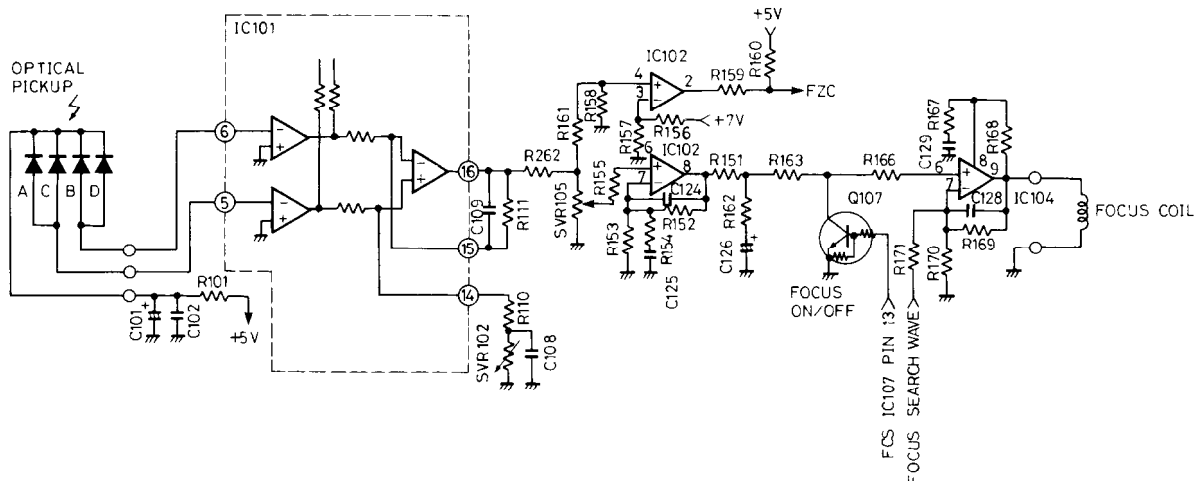 OPTICAL
PICKUP
IC101
A
C
B
D
6
5
-
+
-
+
-
+
16
15
14
R101
C101
+
C102
+5V
C109
R111
R110
SVR102
C108
R262
R161
SVR105
R155
R158
IC102
4
3
+
-
2
R157
R156
+7V
R159
R160
+5V
FZC
IC102
6
7
+
-
8
C124
R152
R153
R154
C125
R151
R163
R162
C126
+
Q107
FOCUS
ON/OFF
FCS IC107 PIN 13
FOCUS SEARCH WAVE
R166
R171
R170
R167
C129
R168
6
7
+
-
8
9
IC104
C128
R169
FOCUS COIL